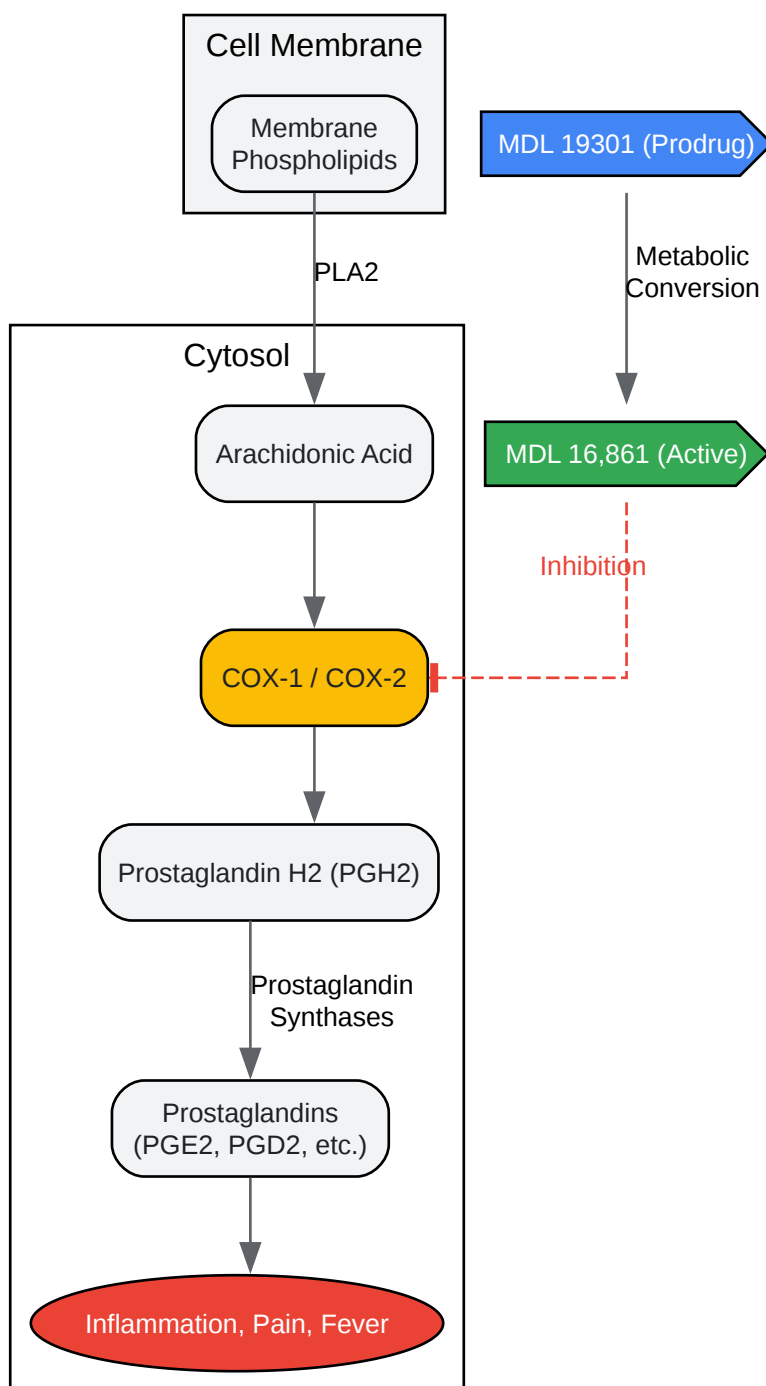 Cell Membrane
Membrane
Phospholipids
MDL 19301 (Prodrug)
PLA2
Metabolic
Conversion
Cytosol
Arachidonic Acid
MDL 16,861 (Active)
Inhibition
COX-1 / COX-2
Prostaglandin H2 (PGH2)
Prostaglandin
Synthases
Prostaglandins
(PGE2, PGD2, etc.)
Inflammation, Pain, Fever